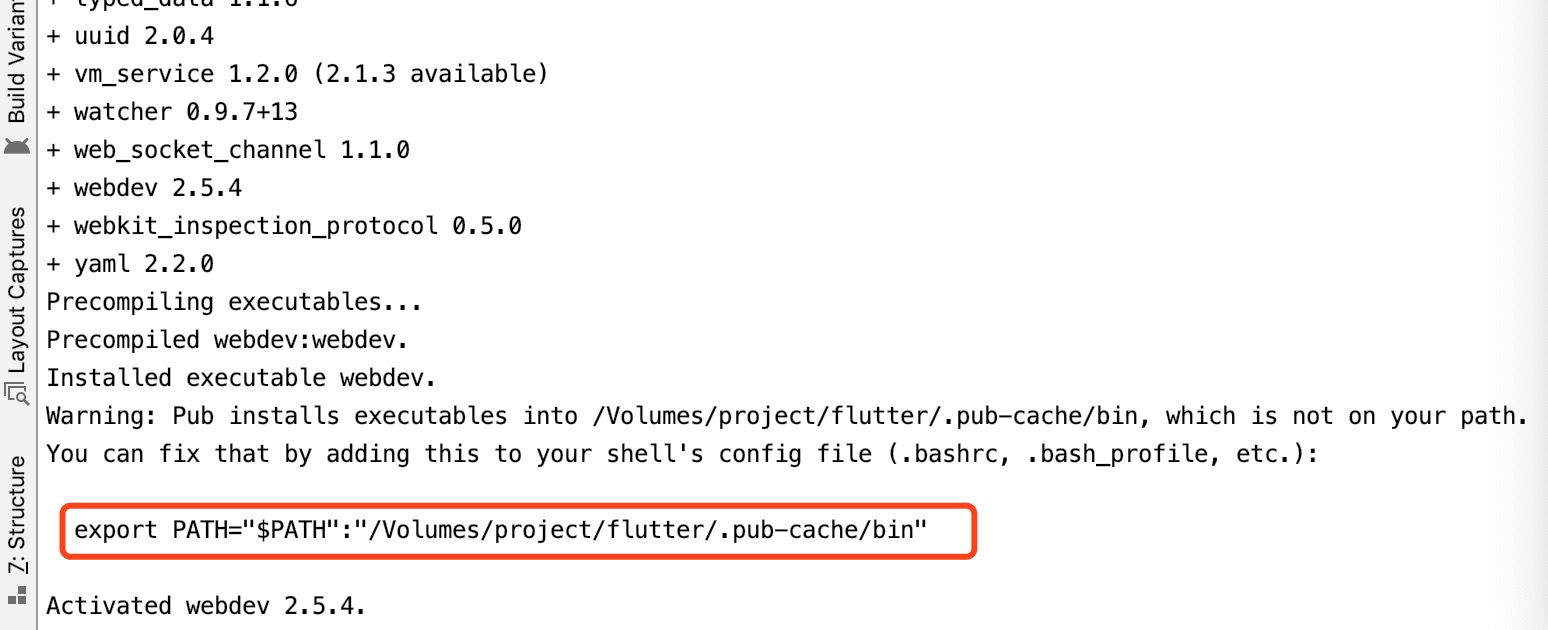 + typed_data 1.1.6
+ uuid 2.0.4
+ vm_service 1.2.0 (2.1.3 available)
+ watcher 0.9.7+13
+ web_socket_channel 1.1.0
+ webdev 2.5.4
+ webkit_inspection_protocol 0.5.0
+ yaml 2.2.0
Precompiling executables...
Precompiled webdev:webdev.
Installed executable webdev.
Warning: Pub installs executables into /Volumes/project/flutter/.pub-cache/bin, which is not on your path.
You can fix that by adding this to your shell's config file (.bashrc, .bash_profile, etc.):
export PATH="$PATH":"/Volumes/project/flutter/.pub-cache/bin"
Activated webdev 2.5.4.
Build Varian
Layout Captures
7: Structure